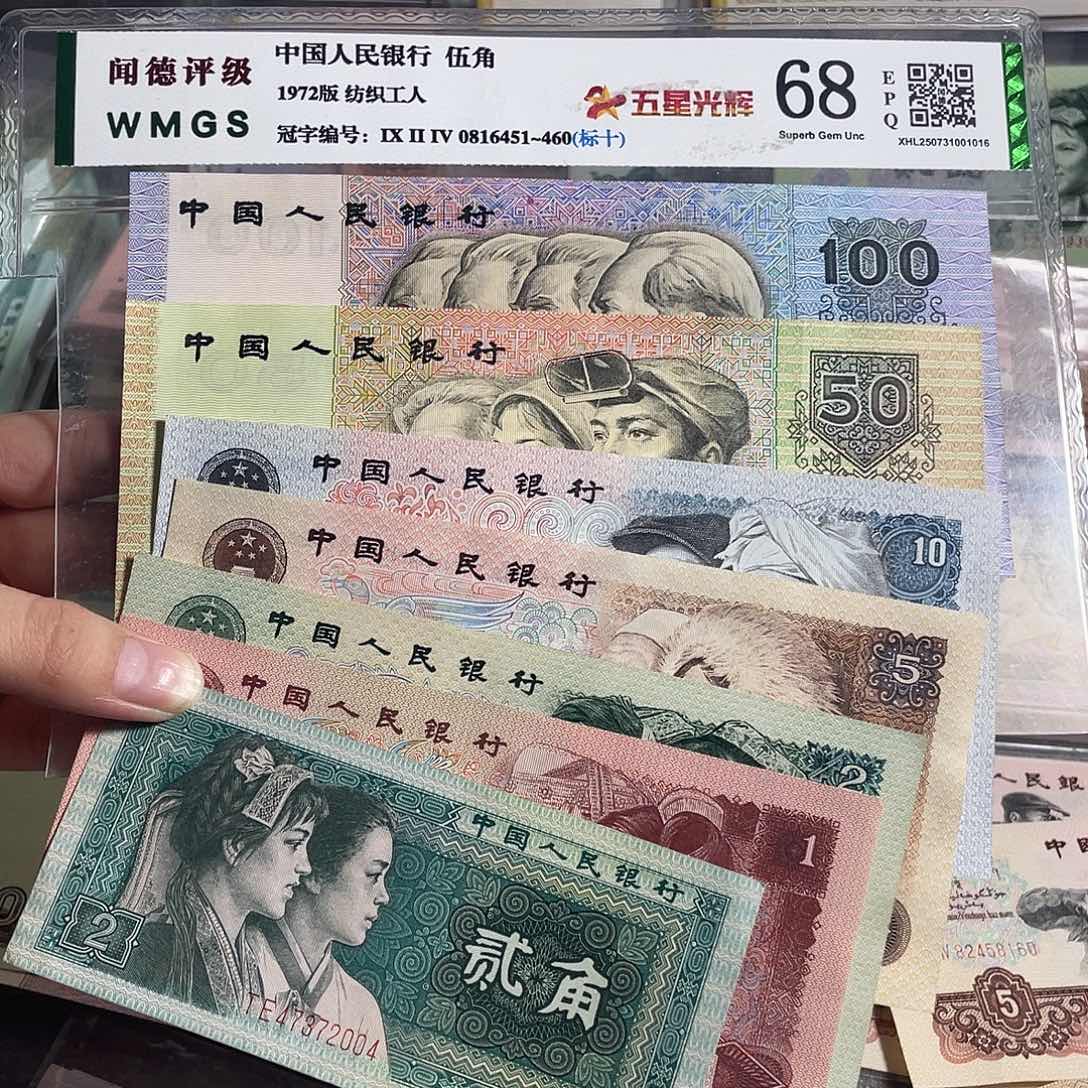 闻德评级
WMGS
中国人民银行 伍角
1972版 纺织工人
冠字编号：IX II IV 0816451~460(标十)
五星光辉
68
Superb Gem Unc
EPQ
XHL250731001016
中国人民银行
100
中国人民银行
50
中国人民银行
10
中国人民银行
5
中国人民银行
2
中国人民银行
1
中国人民银行
2
贰角
TE47372004
人民銀
中國
5